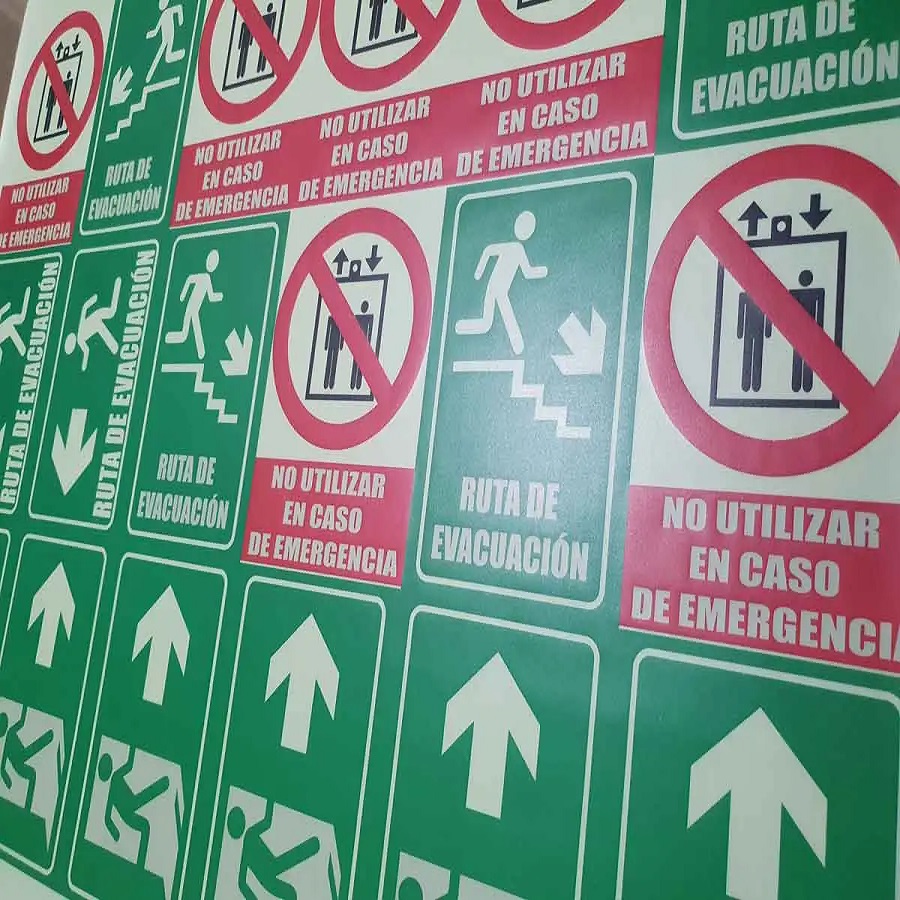 RUTA DE
EVACUACIÓN
NO UTILIZAR
EN CASO
DE EMERGENCIA
NO UTILIZAR
EN CASO
DE EMERGENCIA
NO UTILIZAR
EN CASO
DE EMERGENCIA
RUTA DE
EVACUACIÓN
NO UTILIZAR
EN CASO
DE EMERGENCIA
RUTA DE EVACUACIÓN
RUTA DE EVACUACIÓN
RUTA DE
EVACUACIÓN
NO UTILIZAR
EN CASO
DE EMERGENCIA
RUTA DE
EVACUACIÓN
NO UTILIZAR
EN CASO
DE EMERGENCIA